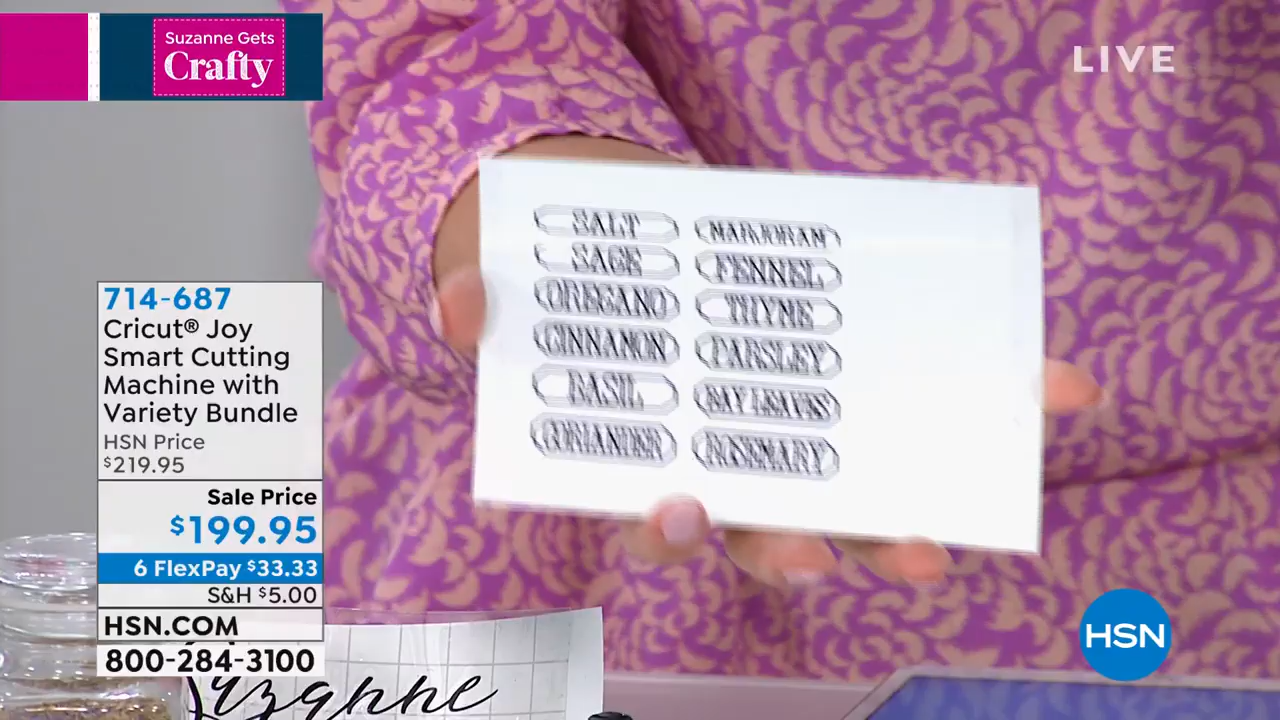 Suzanne Gets
Crafty
LIVE
SALT
SAGE
OREGANO
CINNAMON
BASIL
CORIANDER
MARJORAM
FENNEL
THYME
PARSLEY
BAY LEAVES
ROSEMARY
714-687
Cricut® Joy
Smart Cutting
Machine with
Variety Bundle
HSN Price
$219.95
Sale Price
$199.95
6 FlexPay $33.33
S&H $5.00
HSN.COM
800-284-3100
HSN
Suzanne